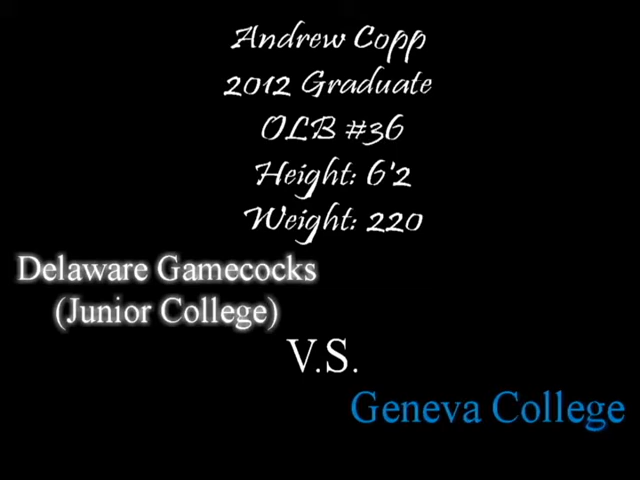 Andrew Copp
2012 Graduate
OLB #36
Height: 6'2
Weight: 220
Delaware Gamecocks
(Junior College)
V.S.
Geneva College